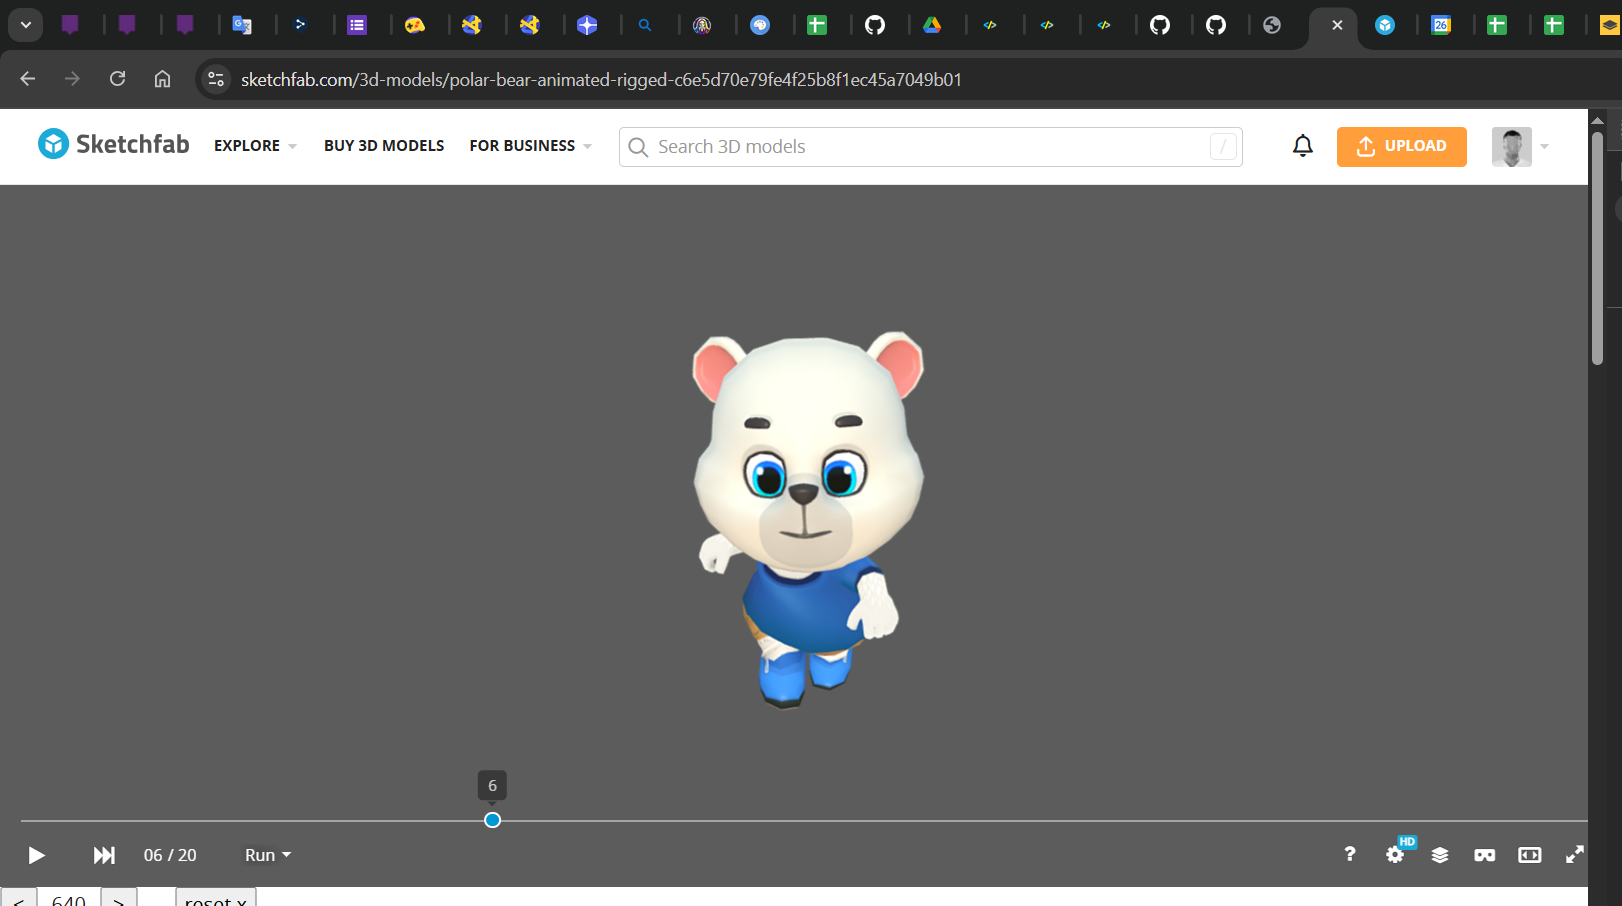 sketchfab.com/3d-models/polar-bear-animated-rigged-c6e5d70e79fe4f25b8f1ec45a7049b01
Sketchfab EXPLORE BUY 3D MODELS FOR BUSINESS Search 3D models / UPLOAD
6
06 / 20 Run ? HD
< 640 > reset x
26